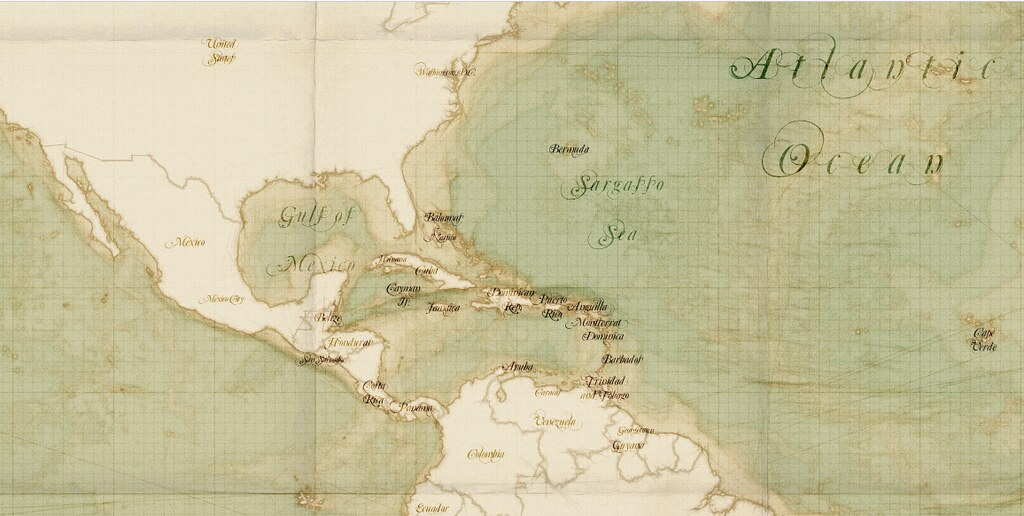 United
States
Washington, D.C.
Atlantic
Ocean
Bermuda
Sargasso
Sea
Gulf of
Mexico
Bahamas
Nassau
Mexico
Havana
Cuba
Cayman
Is.
Mexico City
Jamaica
Dominican
Rep.
Puerto
Rico
Anguilla
Montserrat
Dominica
Belize
Honduras
San Salvador
Cape
Verde
Barbados
Aruba
Trinidad
and Tobago
Costa
Rica
Panama
Caracas
Venezuela
Georgetown
Guyana
Colombia
Ecuador